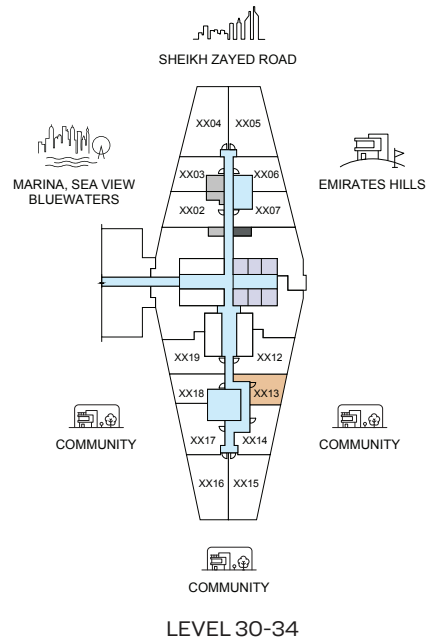 SHEIKH ZAYED ROAD
XX04
XX05
MARINA, SEA VIEW
BLUEWATERS
EMIRATES HILLS
XX03
XX06
XX02
XX07
XX19
XX12
XX18
XX13
COMMUNITY
COMMUNITY
XX17
XX14
XX16
XX15
COMMUNITY
LEVEL 30-34